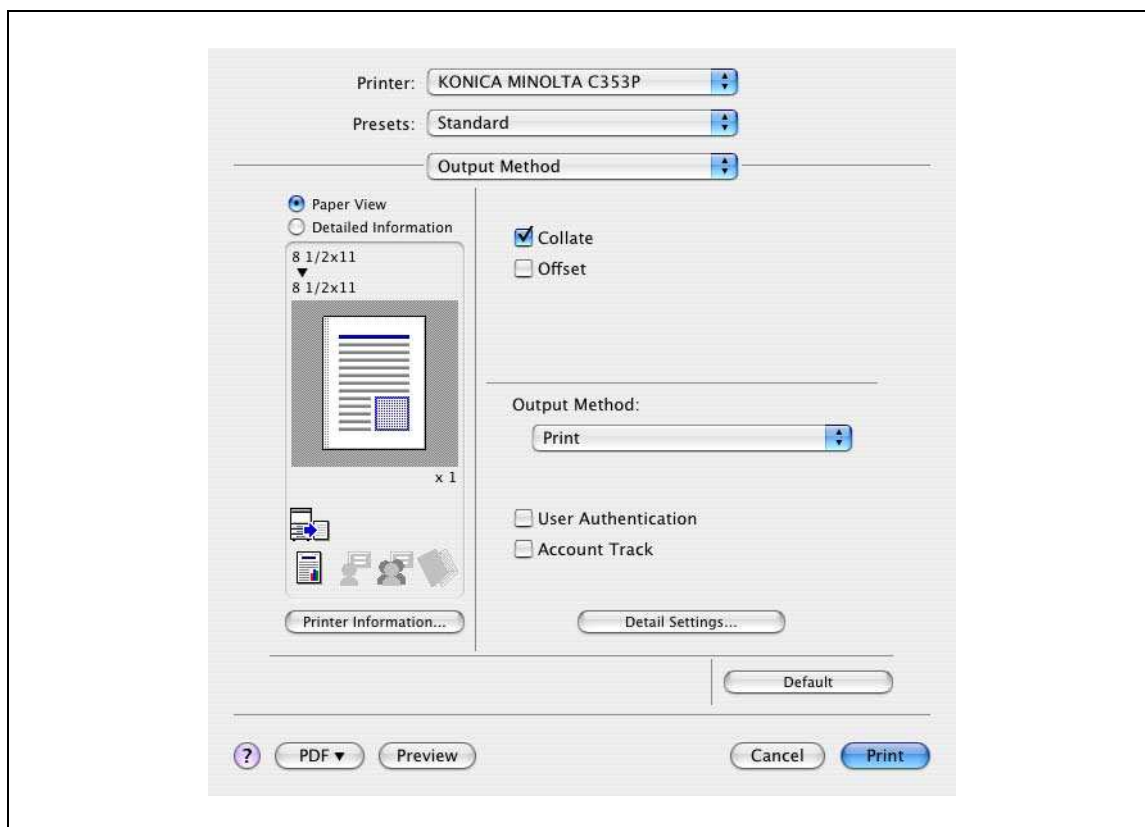 Printer: KONICA MINOLTA C353P
Presets: Standard
Output Method
Paper View
Detailed Information
8 1/2x11
8 1/2x11
x 1
Printer Information...
Collate
Offset
Output Method:
Print
User Authentication
Account Track
Detail Settings...
Default
? PDF▼ Preview Cancel Print